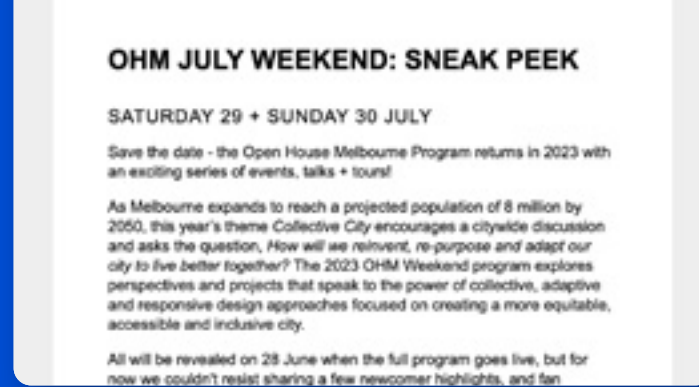 OHM JULY WEEKEND: SNEAK PEEK
SATURDAY 29 + SUNDAY 30 JULY
Save the date - the Open House Melbourne Program returns in 2023 with
an exciting series of events, talks + tours!
As Melbourne expands to reach a projected population of 8 million by
2050, this year's theme Collective City encourages a citywide discussion
and asks the question, How will we reinvent, re-purpose and adapt our
city to live better together? The 2023 OHM Weekend program explores
perspectives and projects that speak to the power of collective, adaptive
and responsive design approaches focused on creating a more equitable,
accessible and inclusive city.
All will be revealed on 28 June when the full program goes live, but for
now we couldn't resist sharing a few newcomer highlights, and fan